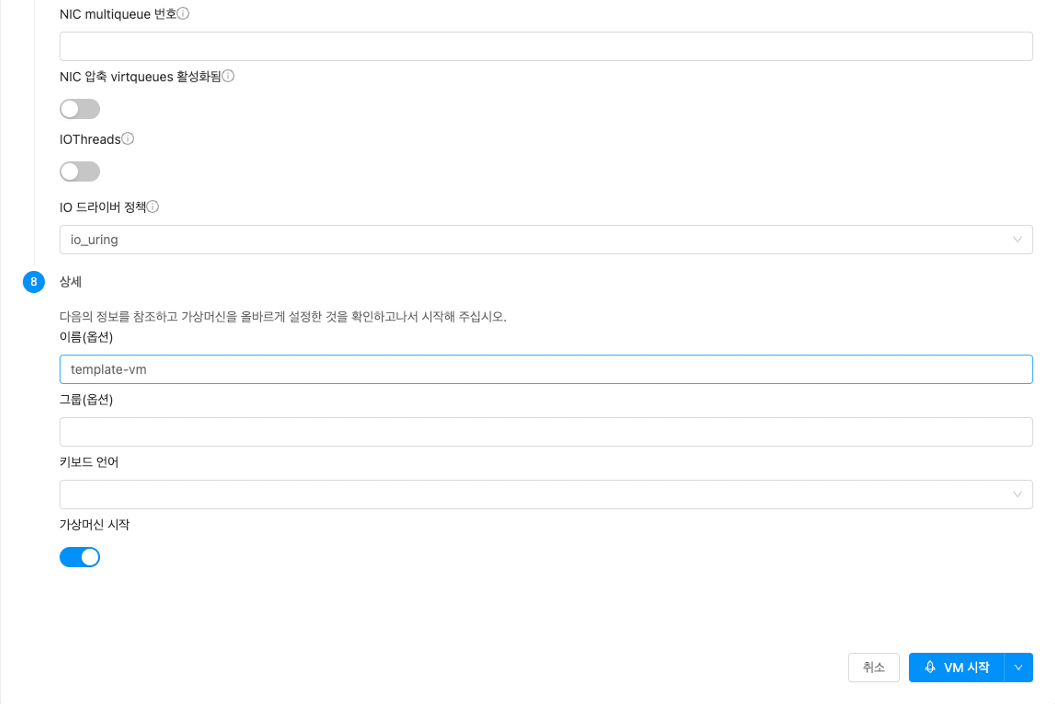 NIC multiqueue 번호
NIC 압축 virtqueues 활성화됨
IOThreads
IO 드라이버 정책
io_uring
8 상세
다음의 정보를 참조하고 가상머신을 올바르게 설정한 것을 확인하고나서 시작해 주십시오.
이름(옵션)
template-vm
그룹(옵션)
키보드 언어
가상머신 시작
취소 VM 시작